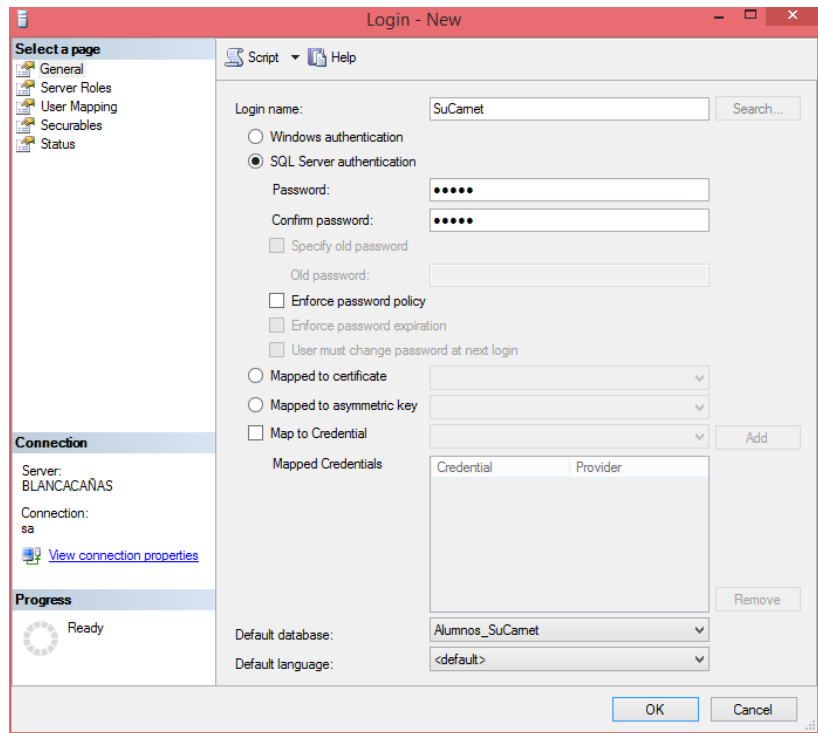 Login - New
Select a page
General
Server Roles
User Mapping
Securables
Status
Script
Help
Login name:
SuCarnet
Search...
Windows authentication
SQL Server authentication
Password:
•••••
Confirm password:
•••••
Specify old password
Old password:
Enforce password policy
Enforce password expiration
User must change password at next login
Mapped to certificate
Mapped to asymmetric key
Map to Credential
Add
Mapped Credentials
Credential
Provider
Remove
Default database:
Alumnos_SuCarnet
Default language:
<default>
Connection
Server:
BLANCACAÑAS
Connection:
sa
View connection properties
Progress
Ready
OK
Cancel